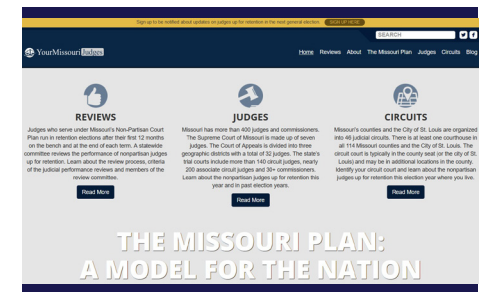 Sign up to be notified about updates on judges up for retention in the next general election. SIGN UP HERE
SEARCH
YourMissouri Judges
Home Reviews About The Missouri Plan Judges Circuits Blog
REVIEWS
Judges who serve under Missouri's Non-Partisan Court
Plan run in retention elections after their first 12 months
on the bench and at the end of each term. A statewide
committee reviews the performance of nonpartisan judges
up for retention. Learn about the review process, criteria
of the judicial performance reviews and members of the
review committee.
Read More
JUDGES
Missouri has more than 400 judges and commissioners.
The Supreme Court of Missouri is made up of seven
judges. The Court of Appeals is divided into three
geographic districts with a total of 32 judges. The state's
trial courts include more than 140 circuit judges, nearly
200 associate circuit judges and 30+ commissioners.
Learn about the nonpartisan judges up for retention this
year and in past election years.
Read More
CIRCUITS
Missouri's counties and the City of St. Louis are organized
into 46 judicial circuits. There is at least one courthouse in
all 114 Missouri counties and the City of St. Louis. The
circuit court is typically in the county seat (or the city of St.
Louis) and may be in additional locations in the county.
Identify your circuit court and learn about the nonpartisan
judges up for retention this election year where you live.
Read More
THE MISSOURI PLAN:
A MODEL FOR THE NATION